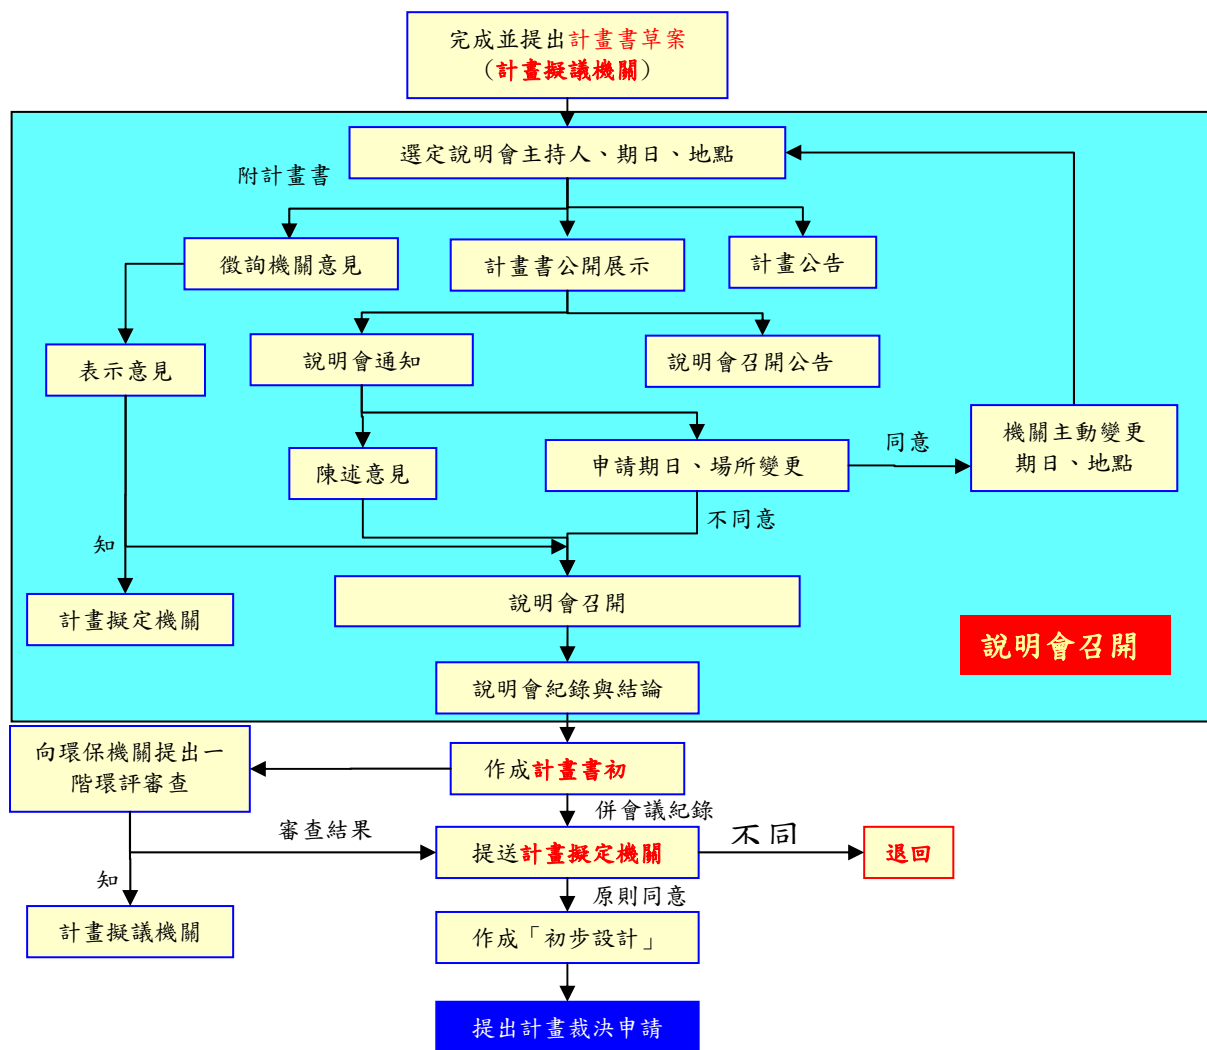 完成並提出計畫書草案
（計畫擬議機關）
選定說明會主持人、期日、地點
附計畫書
徵詢機關意見
計畫書公開展示
計畫公告
表示意見
說明會通知
說明會召開公告
陳述意見
申請期日、場所變更
同意
機關主動變更
期日、地點
不同意
知
計畫擬定機關
說明會召開
說明會召開
說明會紀錄與結論
向環保機關提出一
階環評審查
作成計畫書初
併會議紀錄
審查結果
提送計畫擬定機關
不同
退回
知
計畫擬議機關
原則同意
作成「初步設計」
提出計畫裁決申請